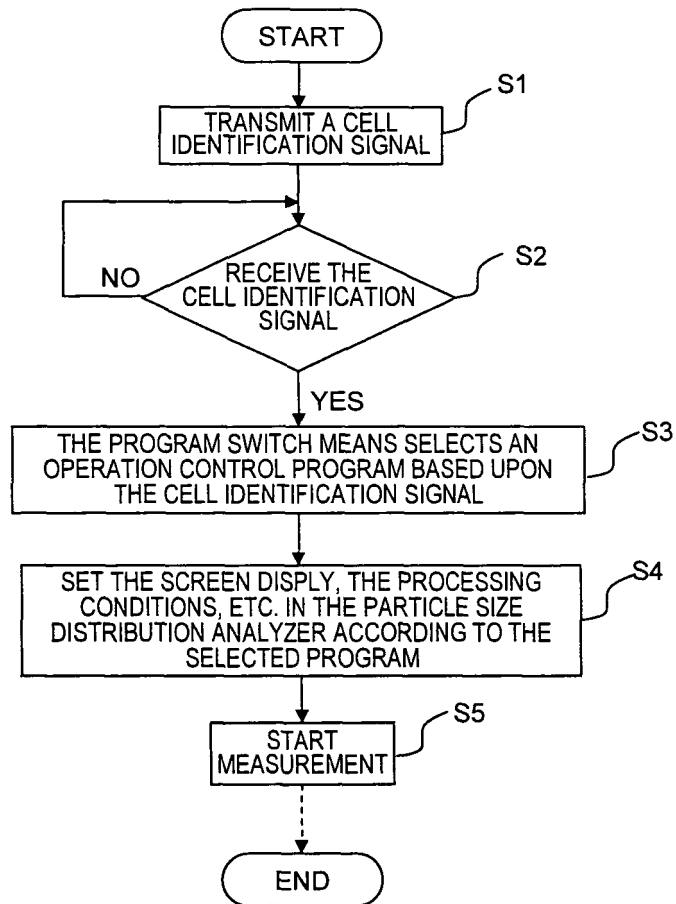 START
S1
TRANSMIT A CELL
IDENTIFICATION SIGNAL
S2
RECEIVE THE
CELL IDENTIFICATION
SIGNAL
NO
YES
S3
THE PROGRAM SWITCH MEANS SELECTS AN
OPERATION CONTROL PROGRAM BASED UPON
THE CELL IDENTIFICATION SIGNAL
S4
SET THE SCREEN DISPLY, THE PROCESSING
CONDITIONS, ETC. IN THE PARTICLE SIZE
DISTRIBUTION ANALYZER ACCORDING TO THE
SELECTED PROGRAM
S5
START
MEASUREMENT
END